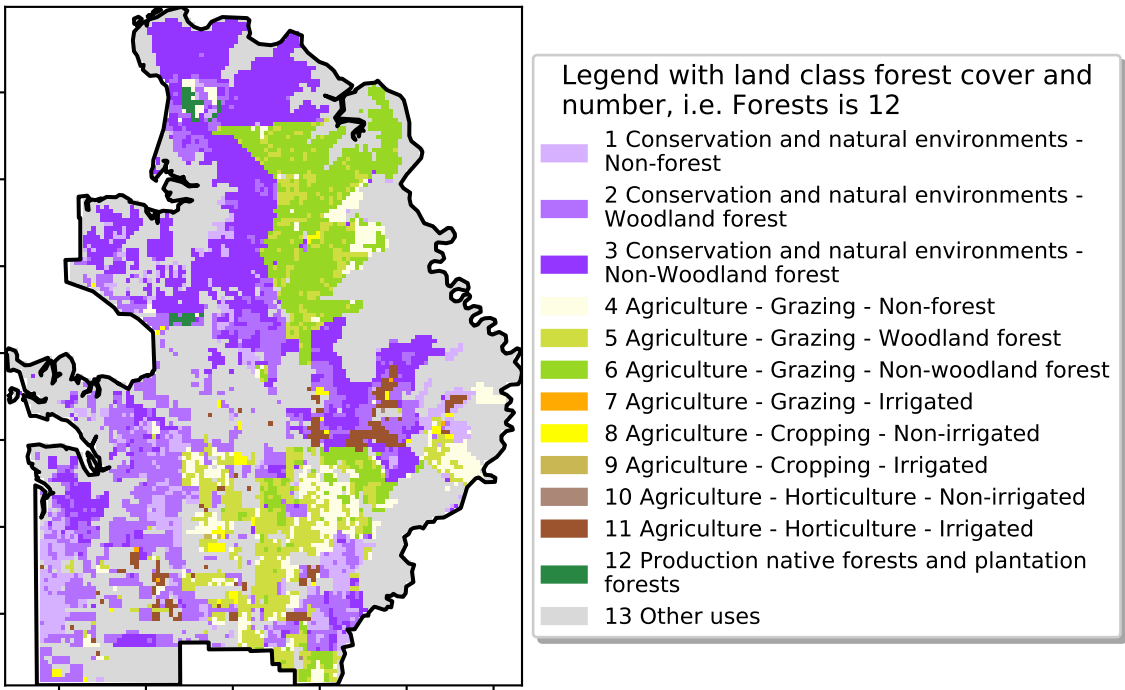 Legend with land class forest cover and
number, i.e. Forests is 12
1 Conservation and natural environments -
Non-forest
2 Conservation and natural environments -
Woodland forest
3 Conservation and natural environments -
Non-Woodland forest
4 Agriculture - Grazing - Non-forest
5 Agriculture - Grazing - Woodland forest
6 Agriculture - Grazing - Non-woodland forest
7 Agriculture - Grazing - Irrigated
8 Agriculture - Cropping - Non-irrigated
9 Agriculture - Cropping - Irrigated
10 Agriculture - Horticulture - Non-irrigated
11 Agriculture - Horticulture - Irrigated
12 Production native forests and plantation
forests
13 Other uses